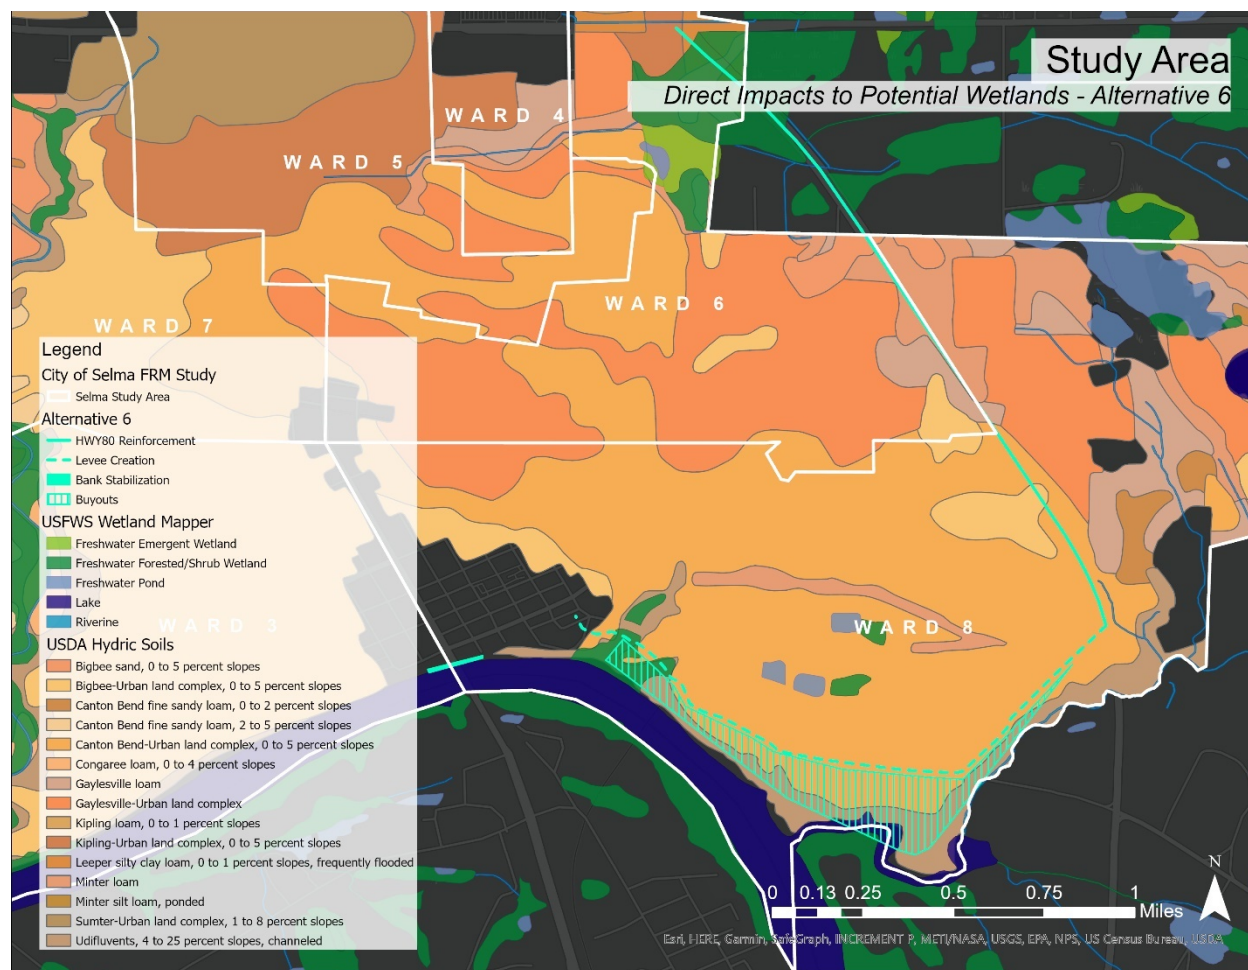 Study Area
Direct Impacts to Potential Wetlands - Alternative 6
WARD 4
WARD 5
WARD 6
WARD 7
Legend
City of Selma FRM Study
Selma Study Area
Alternative 6
HWY80 Reinforcement
Levee Creation
Bank Stabilization
Buyouts
USFWS Wetland Mapper
Freshwater Emergent Wetland
Freshwater Forested/Shrub Wetland
Freshwater Pond
Lake
Riverine
WARD 3
WARD 8
USDA Hydric Soils
Bigbee sand, 0 to 5 percent slopes
Bigbee-Urban land complex, 0 to 5 percent slopes
Canton Bend fine sandy loam, 0 to 2 percent slopes
Canton Bend fine sandy loam, 2 to 5 percent slopes
Canton Bend-Urban land complex, 0 to 5 percent slopes
Congaree loam, 0 to 4 percent slopes
Gaylesville loam
Gaylesville-Urban land complex
Kipling loam, 0 to 1 percent slopes
Kipling-Urban land complex, 0 to 5 percent slopes
Leeper silty clay loam, 0 to 1 percent slopes, frequently flooded
Minter loam
Minter silt loam, ponded
Sumter-Urban land complex, 1 to 8 percent slopes
Udifluvents, 4 to 25 percent slopes, channeled
N
0 0.13 0.25 0.5 0.75 1
Miles
Esri, HERE, Garmin, SafeGraph, INCREMENT P, METI/NASA, USGS, EPA, NPS, US Census Bureau, USDA